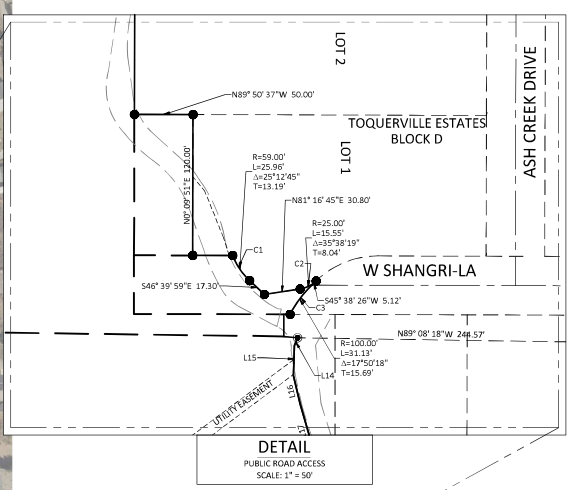 LOT 2
N89° 50' 37"W 50.00'
TOQUERVILLE ESTATES
BLOCK D
ASH CREEK DRIVE
LOT 1
N0° 09' 51"E 120.00'
R=59.00'
L=25.96'
Δ=25°12'45"
T=13.19'
N81° 16' 45"E 30.80'
R=25.00'
L=15.55'
Δ=35°38'19"
T=8.04'
C1
C2
W SHANGRI-LA
S46° 39' 59"E 17.30'
S45° 38' 26"W 5.12'
C3
N89° 08' 18"W 244.57'
R=100.00'
L=31.13'
Δ=17°50'18"
T=15.69'
L15
L14
L16
UTILITY EASEMENT
L17
DETAIL
PUBLIC ROAD ACCESS
SCALE: 1" = 50'